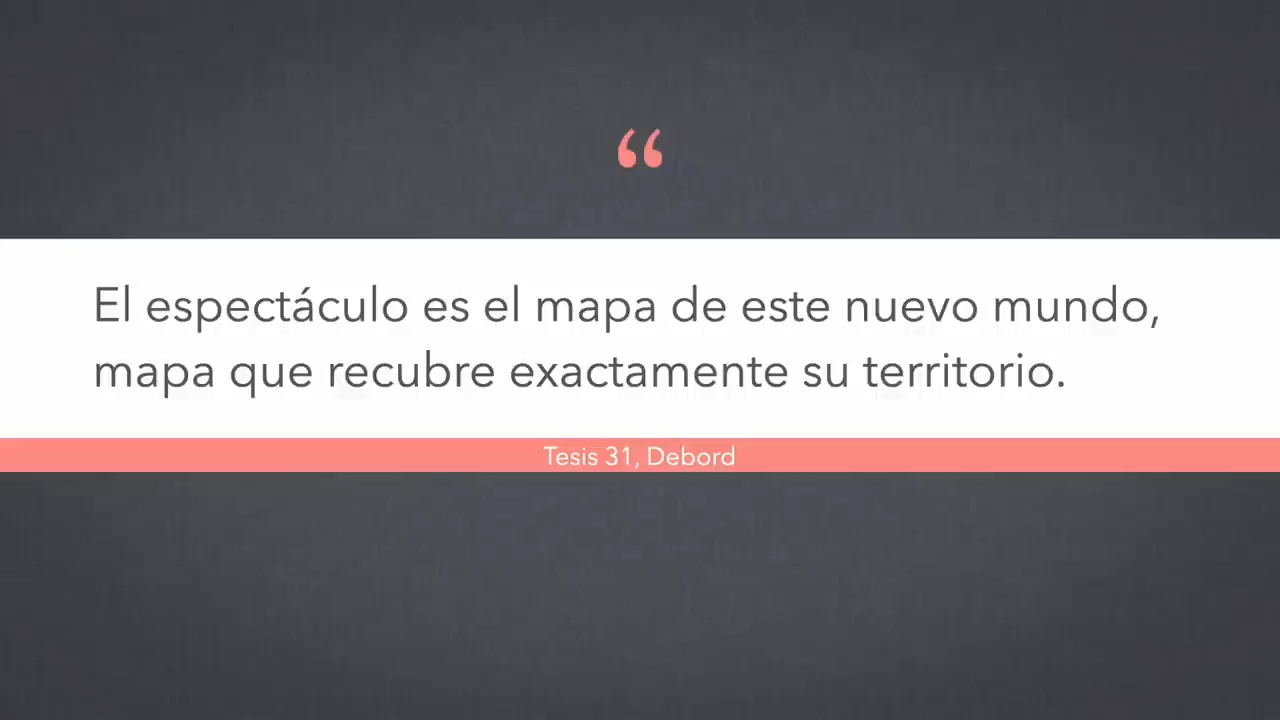 “
El espectáculo es el mapa de este nuevo mundo,
mapa que recubre exactamente su territorio.
Tesis 31, Debord